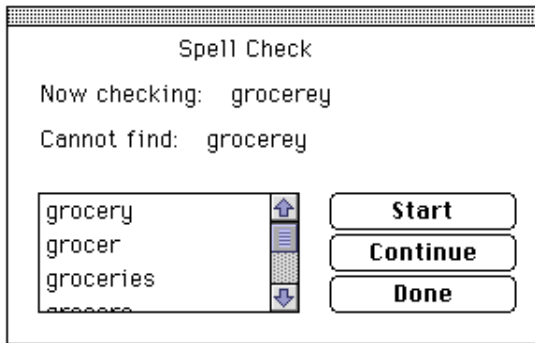 Spell Check
Now checking: grocerey
Cannot find: grocerey
grocery
grocer
groceries
Start
Continue
Done